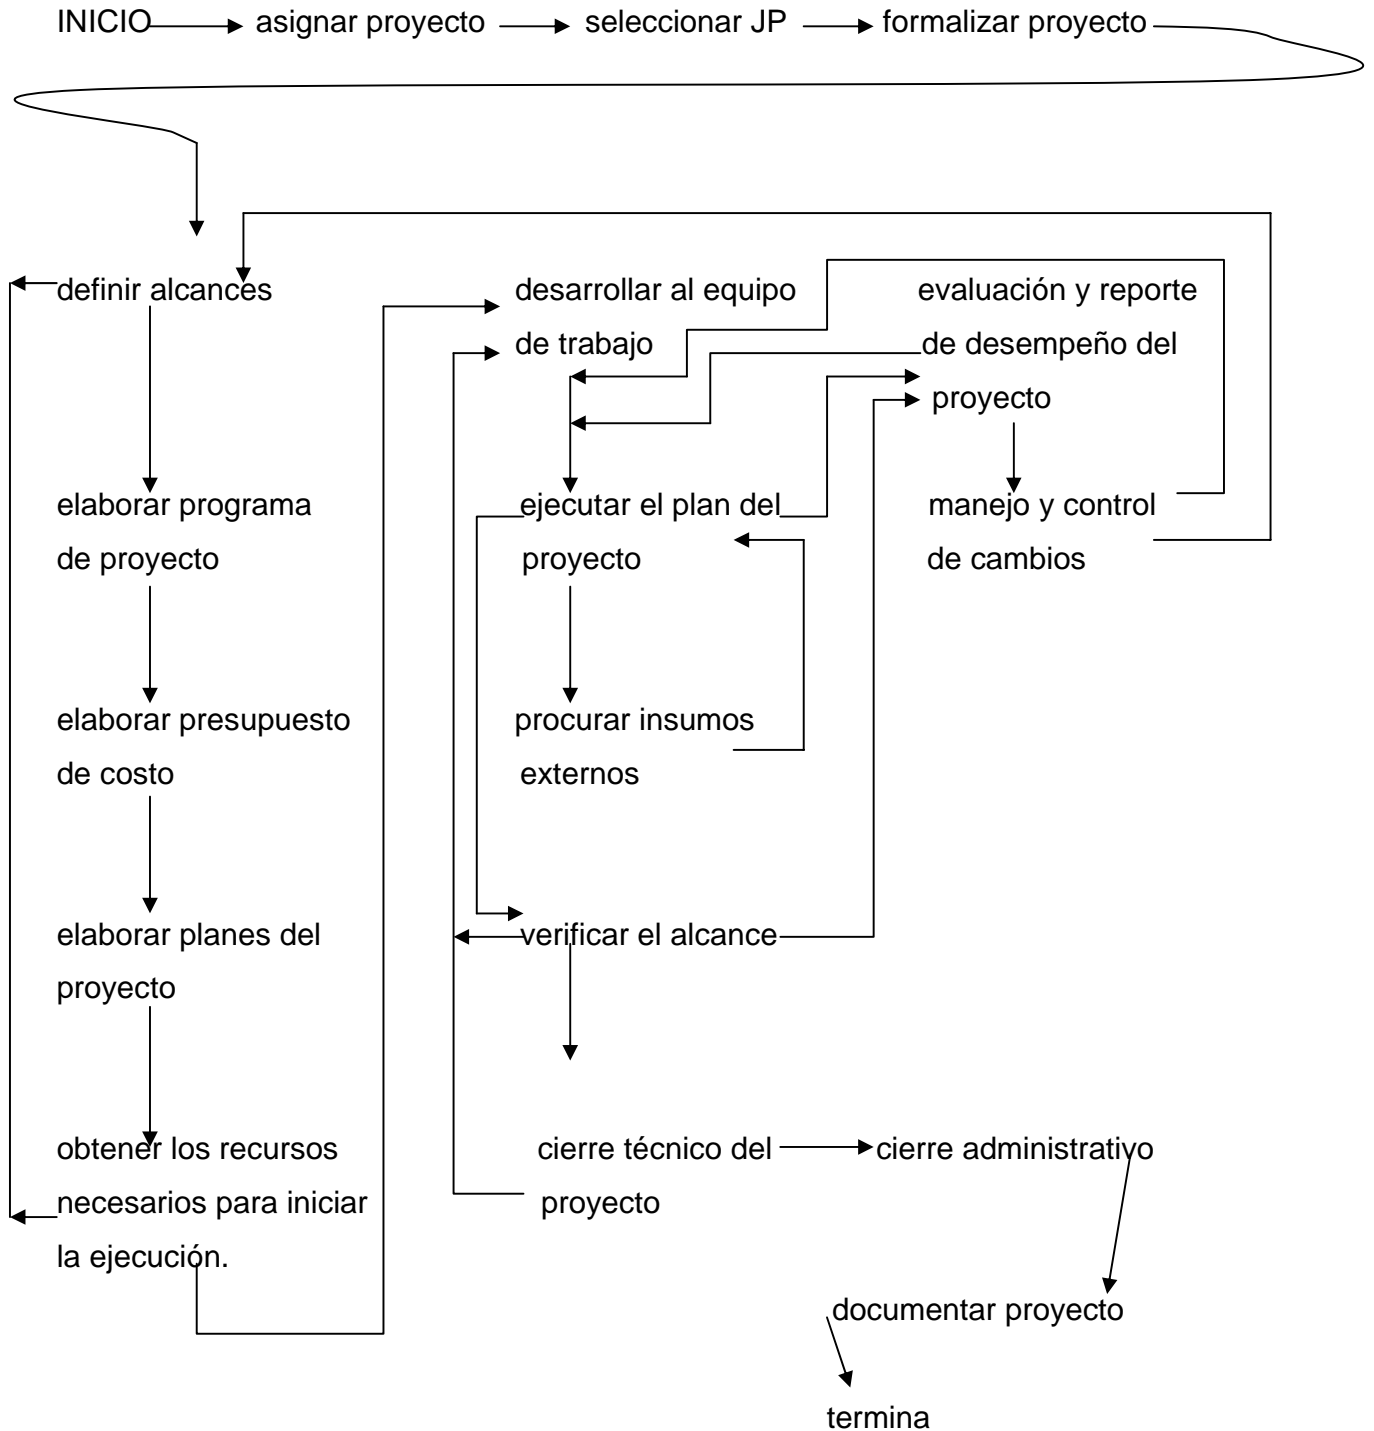 INICIO asignar proyecto seleccionar JP formalizar proyecto
definir alcances
desarrollar al equipo
de trabajo
evaluación y reporte
de desempeño del
proyecto
elaborar programa
de proyecto
ejecutar el plan del
proyecto
manejo y control
de cambios
elaborar presupuesto
de costo
procurar insumos
externos
elaborar planes del
proyecto
verificar el alcance
obtener los recursos
necesarios para iniciar
la ejecución.
cierre técnico del
proyecto
cierre administrativo
documentar proyecto
termina